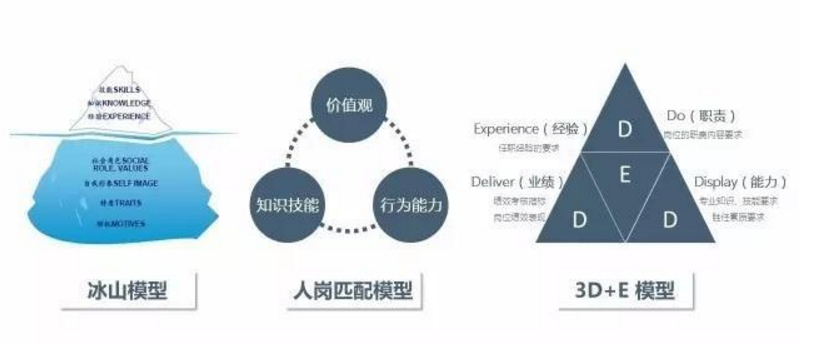 技能SKILLS
知识KNOWLEDGE
经验EXPERIENCE
社会角色SOCIAL
ROLE, VALUES
自我形象SELF IMAGE
特质TRAITS
动机MOTIVES
冰山模型
价值观
知识技能
行为能力
人岗匹配模型
D
Do（职责）
岗位的职责内容要求
Experience（经验）
任职经验的要求
E
Deliver（业绩）
绩效考核指标
岗位绩效表现
D
D
Display（能力）
专业知识、技能要求
胜任素质要求
3D+E 模型